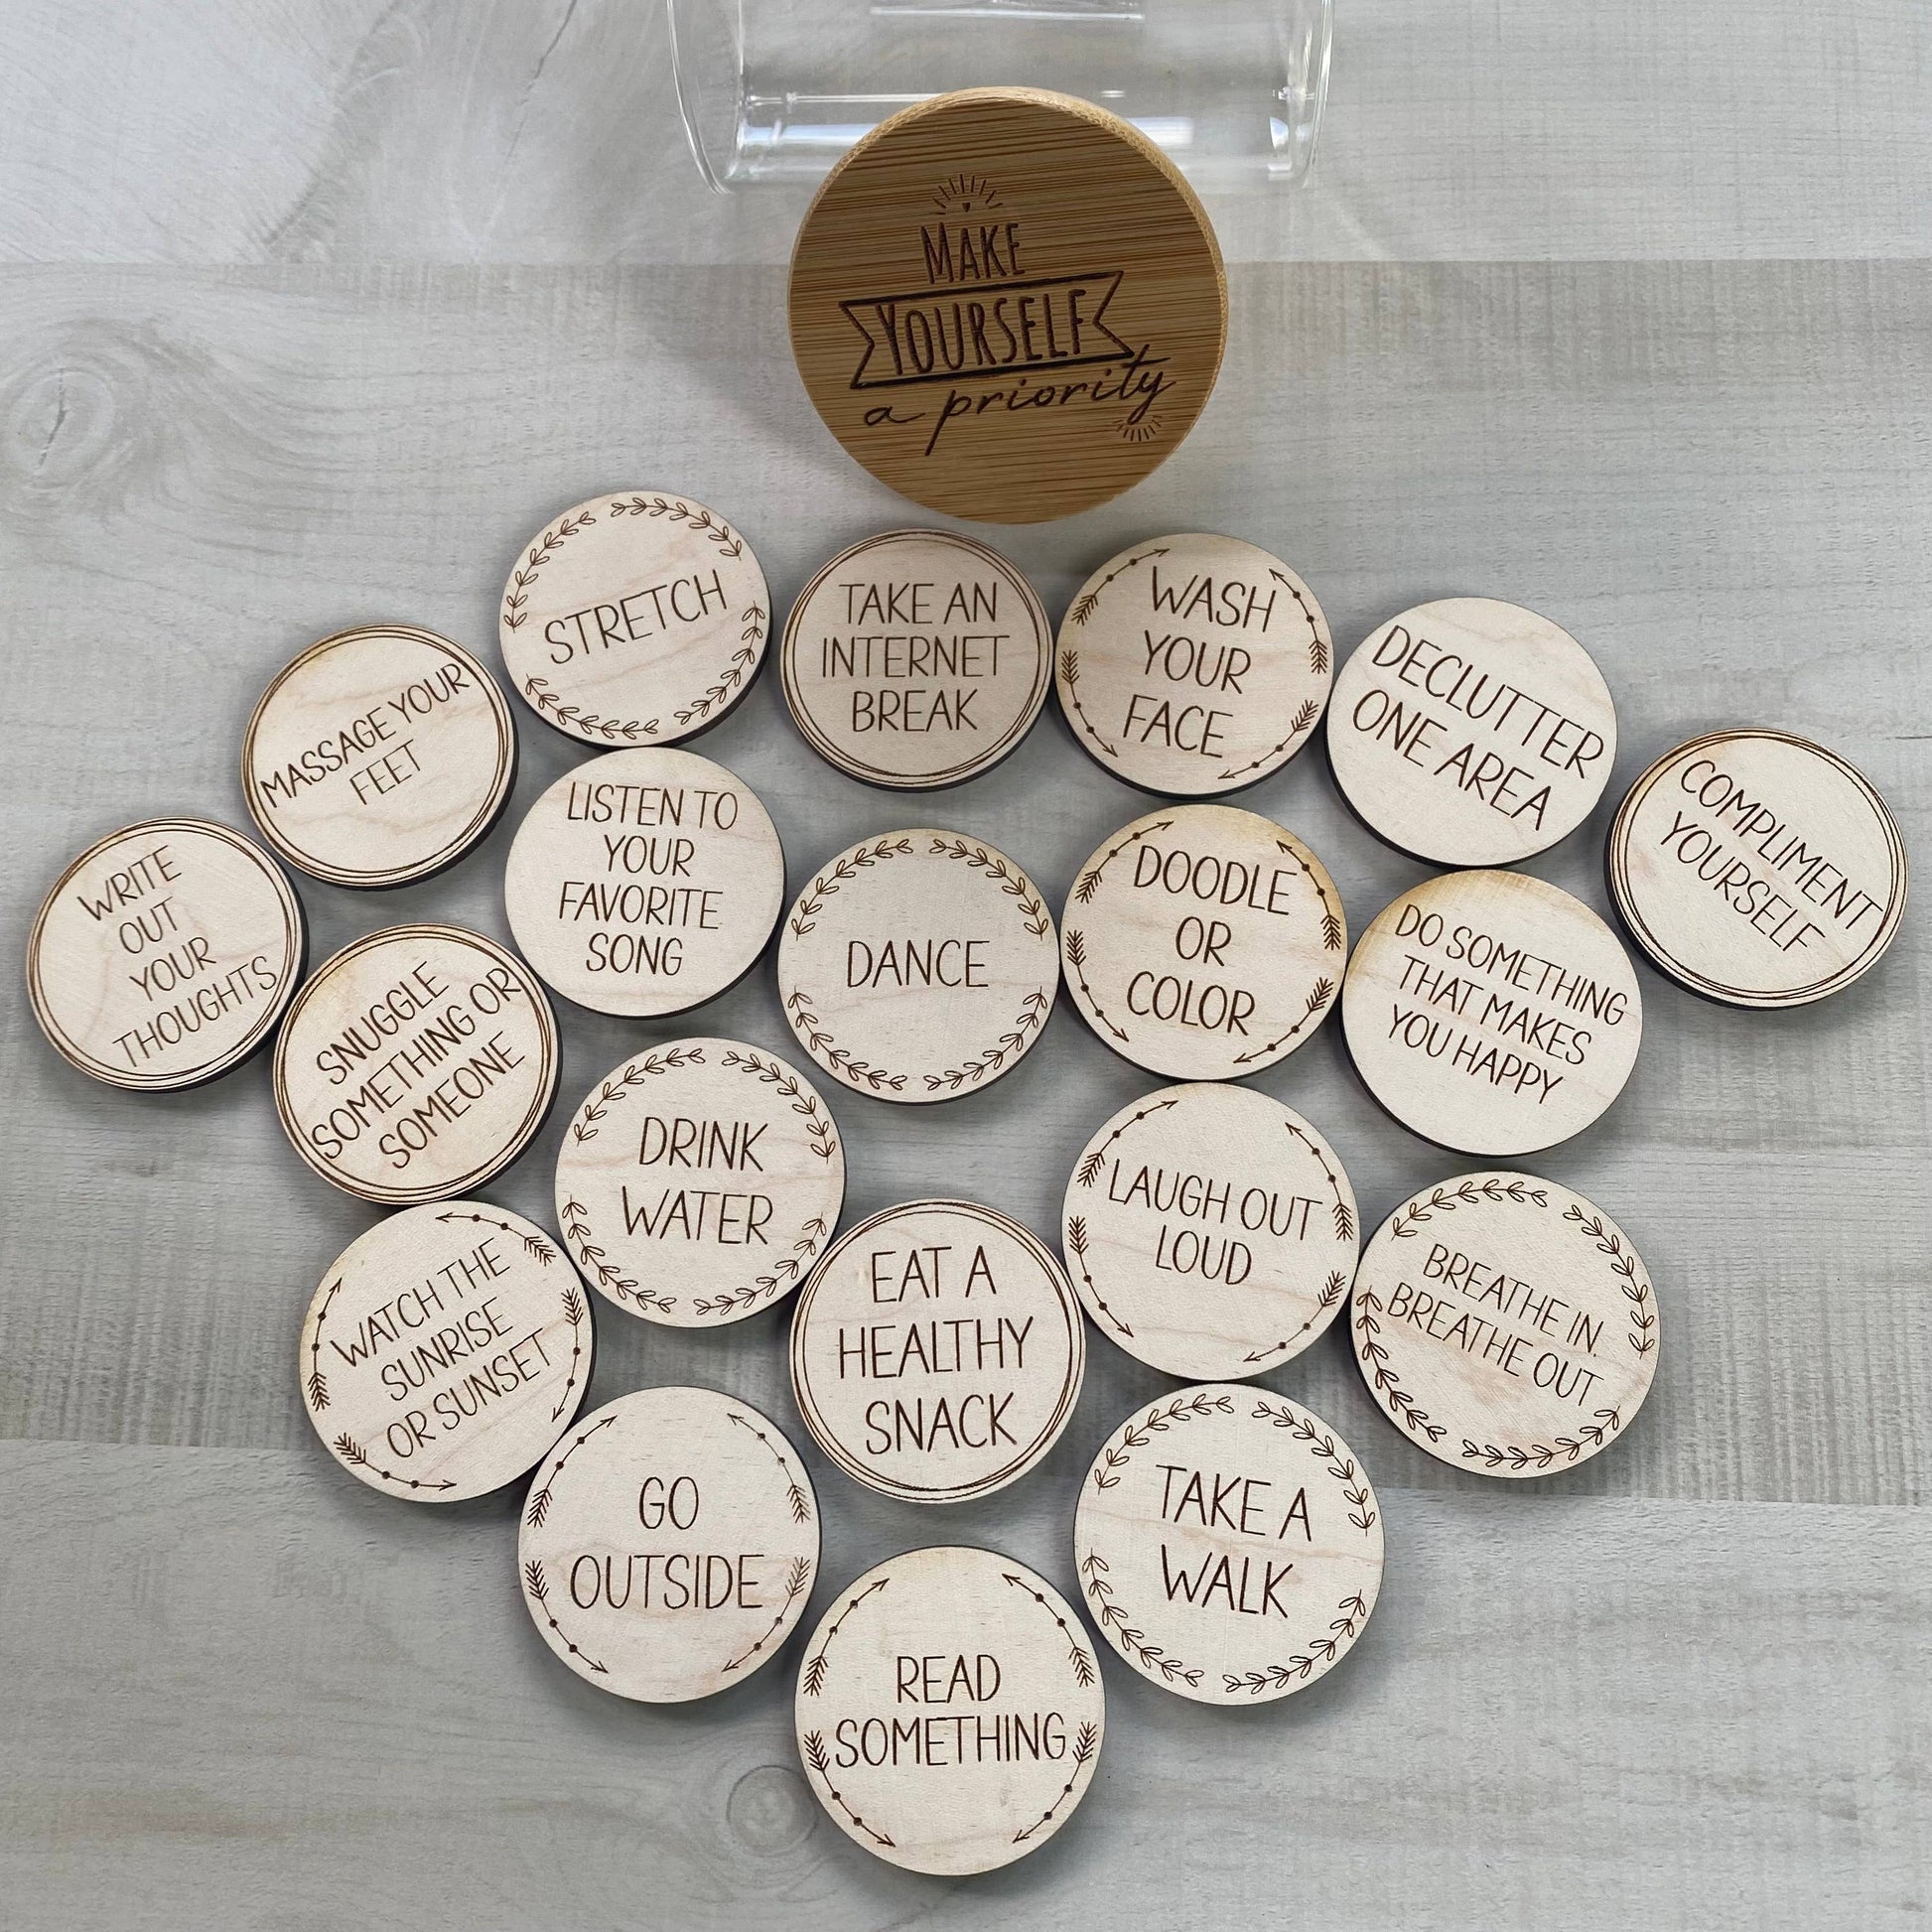 MAKE
YOURSELF
a priority
STRETCH
TAKE AN
INTERNET
BREAK
WASH
YOUR
FACE
DECLUTTER
ONE AREA
MASSAGE YOUR
FEET
COMPLIMENT
YOURSELF
WRITE
OUT
YOUR
THOUGHTS
LISTEN TO
YOUR
FAVORITE
SONG
DANCE
DOODLE
OR
COLOR
DO SOMETHING
THAT MAKES
YOU HAPPY
SNUGGLE
SOMETHING OR
SOMEONE
DRINK
WATER
LAUGH OUT
LOUD
BREATHE IN.
BREATHE OUT
WATCH THE
SUNRISE
OR SUNSET
EAT A
HEALTHY
SNACK
GO
OUTSIDE
TAKE A
WALK
READ
SOMETHING